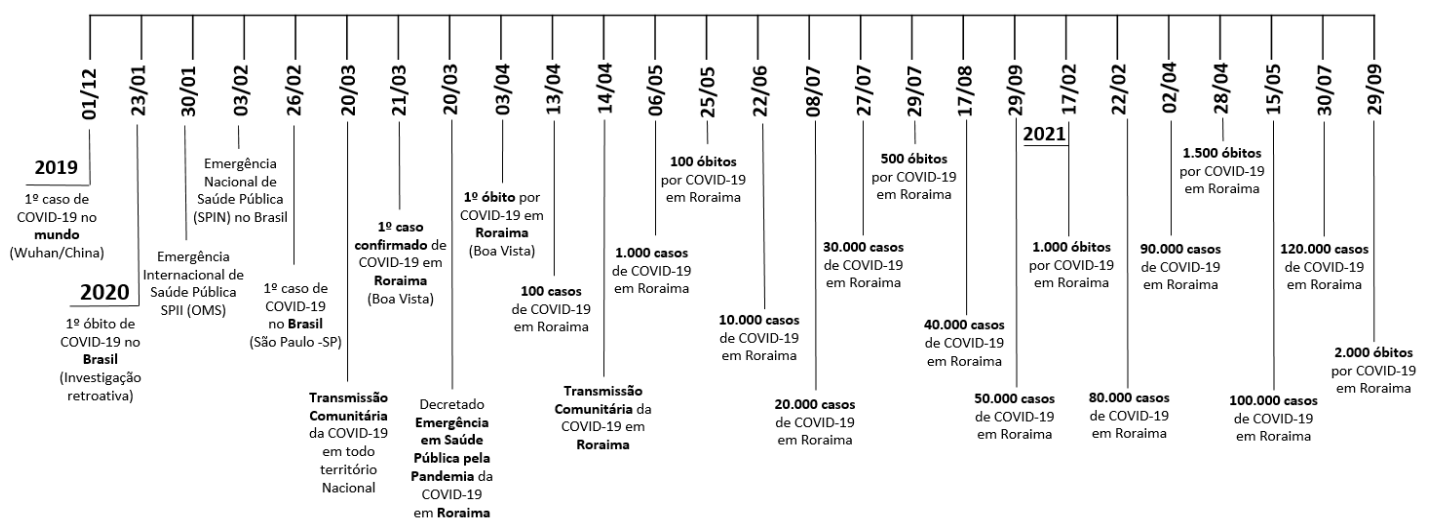 01/12
23/01
30/01
03/02
26/02
20/03
21/03
20/03
03/04
13/04
14/04
06/05
25/05
22/06
08/07
27/07
29/07
17/08
29/09
17/02
22/02
02/04
28/04
15/05
30/07
29/09
2019
1º caso de
COVID-19 no
mundo
(Wuhan/China)
2020
1º óbito de
COVID-19 no
Brasil
(Investigação
retroativa)
Emergência
Internacional de
Saúde Pública
SPII (OMS)
Emergência
Nacional de
Saúde Pública
(SPIN) no Brasil
1º caso de
COVID-19
no Brasil
(São Paulo -SP)
Transmissão
Comunitária
da COVID-19
em todo
território
Nacional
1º caso
confirmado de
COVID-19 em
Roraima
(Boa Vista)
Decretado
Emergência
em Saúde
Pública pela
Pandemia da
COVID-19
em Roraima
1º óbito por
COVID-19 em
Roraima
(Boa Vista)
100 casos
de COVID-19
em Roraima
Transmissão
Comunitária da
COVID-19 em
Roraima
1.000 casos
de COVID-19
em Roraima
100 óbitos
por COVID-19
em Roraima
10.000 casos
de COVID-19
em Roraima
20.000 casos
de COVID-19
em Roraima
30.000 casos
de COVID-19
em Roraima
500 óbitos
por COVID-19
em Roraima
40.000 casos
de COVID-19
em Roraima
50.000 casos
de COVID-19
em Roraima
2021
1.000 óbitos
por COVID-19
em Roraima
80.000 casos
de COVID-19
em Roraima
90.000 casos
de COVID-19
em Roraima
1.500 óbitos
por COVID-19
em Roraima
100.000 casos
de COVID-19
em Roraima
120.000 casos
de COVID-19
em Roraima
2.000 óbitos
por COVID-19
em Roraima